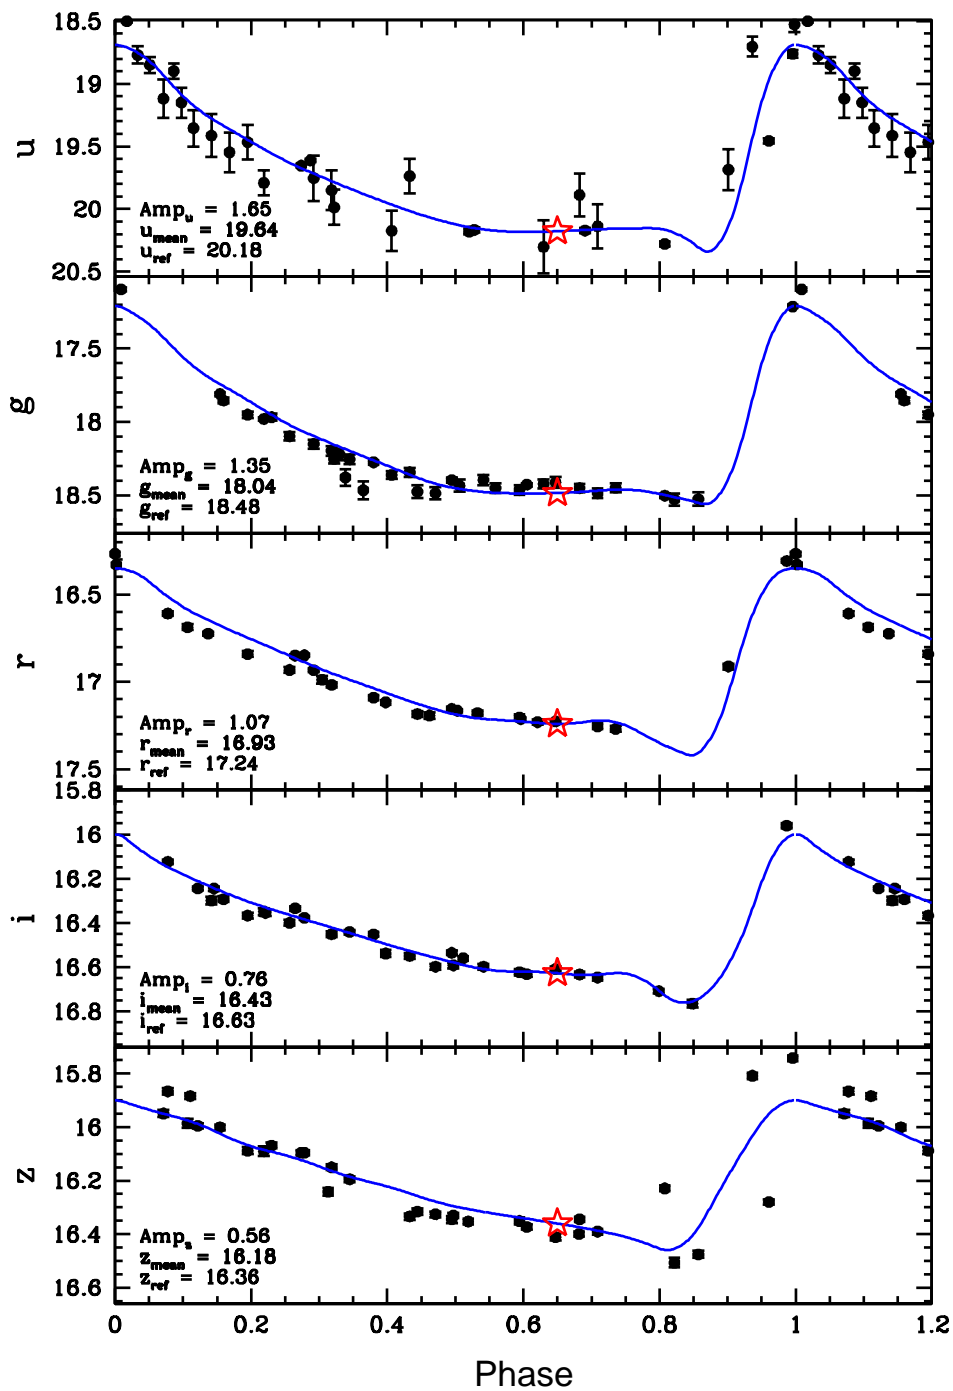 18.5
19
19.5
20
20.5
u
Amp_u = 1.65
u_mean = 19.64
u_ref = 20.18
17.5
18
18.5
g
Amp_g = 1.35
g_mean = 18.04
g_ref = 18.48
16.5
17
17.5
r
Amp_r = 1.07
r_mean = 16.93
r_ref = 17.24
15.8
16
16.2
16.4
16.6
16.8
i
Amp_i = 0.76
i_mean = 16.43
i_ref = 16.63
15.8
16
16.2
16.4
16.6
z
Amp_z = 0.56
z_mean = 16.18
z_ref = 16.36
0 0.2 0.4 0.6 0.8 1 1.2
Phase